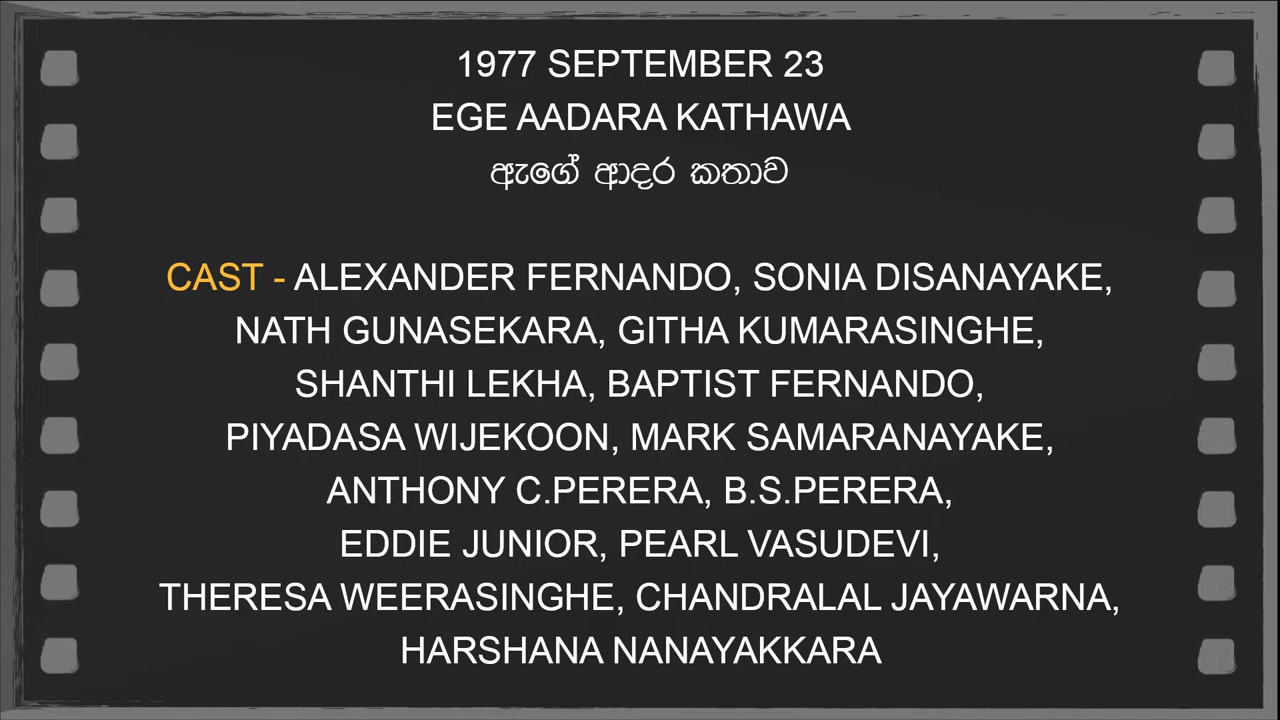 1977 SEPTEMBER 23
EGE AADARA KATHAWA
ඇගේ ආදර කතාව
CAST - ALEXANDER FERNANDO, SONIA DISANAYAKE,
NATH GUNASEKARA, GITHA KUMARASINGHE,
SHANTHI LEKHA, BAPTIST FERNANDO,
PIYADASA WIJEKOON, MARK SAMARANAYAKE,
ANTHONY C.PERERA, B.S.PERERA,
EDDIE JUNIOR, PEARL VASUDEVI,
THERESA WEERASINGHE, CHANDRALAL JAYAWARNA,
HARSHANA NANAYAKKARA